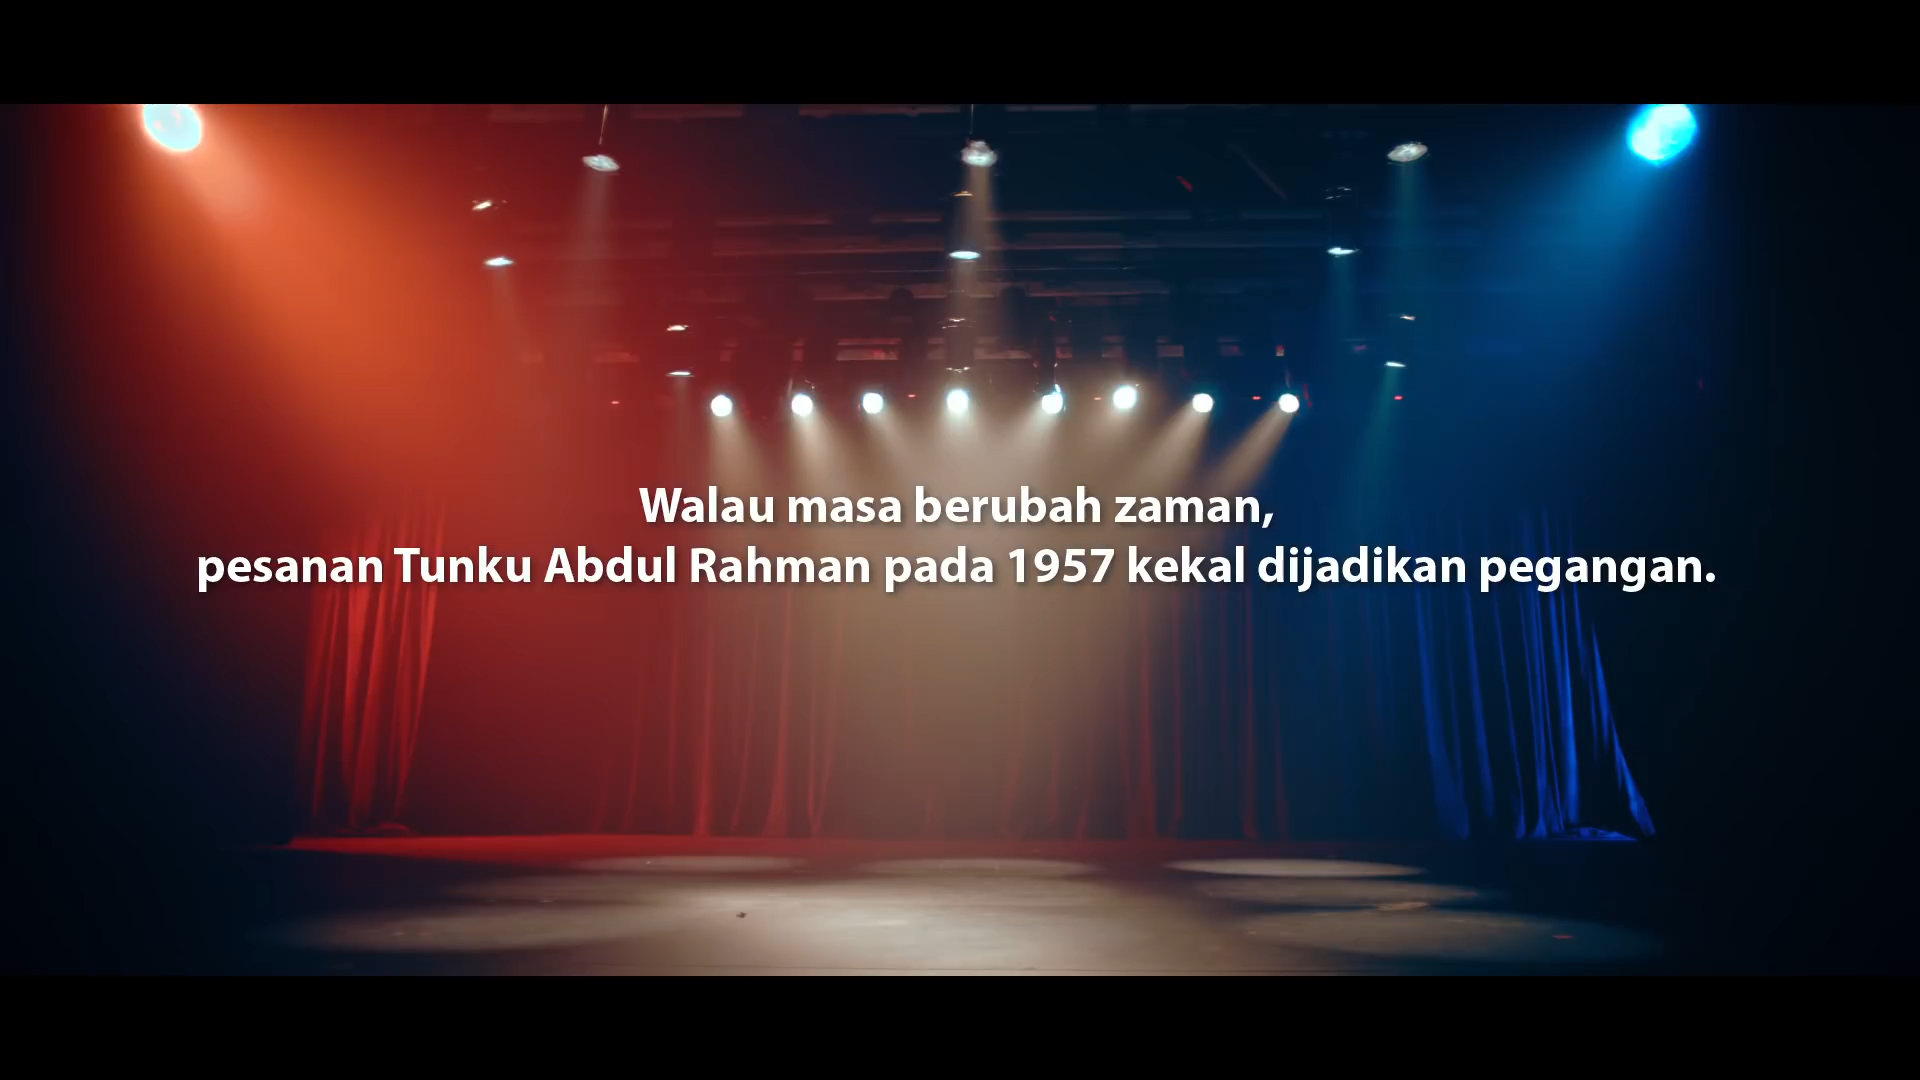 Walau masa berubah zaman,
pesanan Tunku Abdul Rahman pada 1957 kekal dijadikan pegangan.